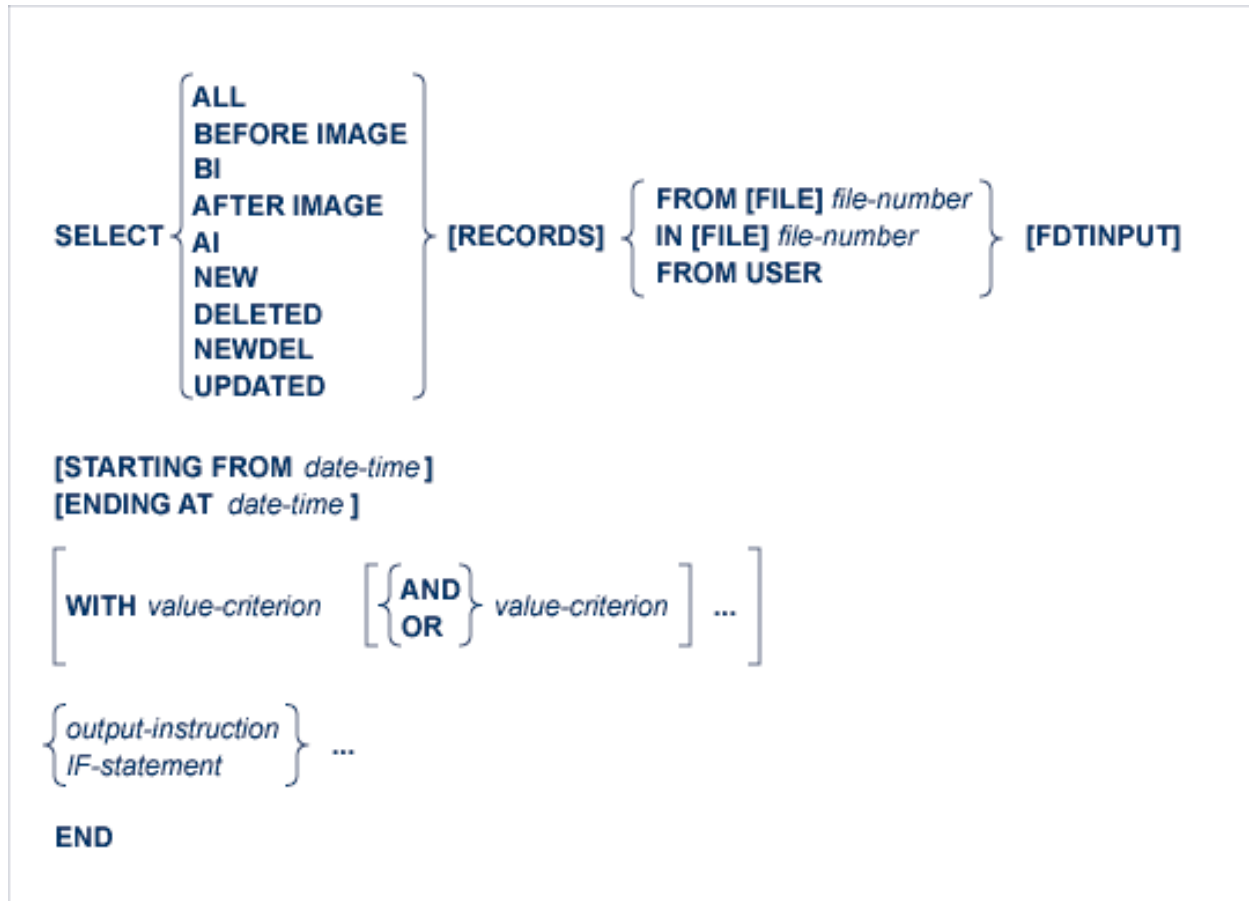 SELECT
ALL
BEFORE IMAGE
BI
AFTER IMAGE
AI
NEW
DELETED
NEWDEL
UPDATED
[RECORDS]
FROM [FILE] file-number
IN [FILE] file-number
FROM USER
[FDTINPUT]
[STARTING FROM date-time]
[ENDING AT date-time]
WITH value-criterion
AND
OR
value-criterion
...
output-instruction
IF-statement
...
END